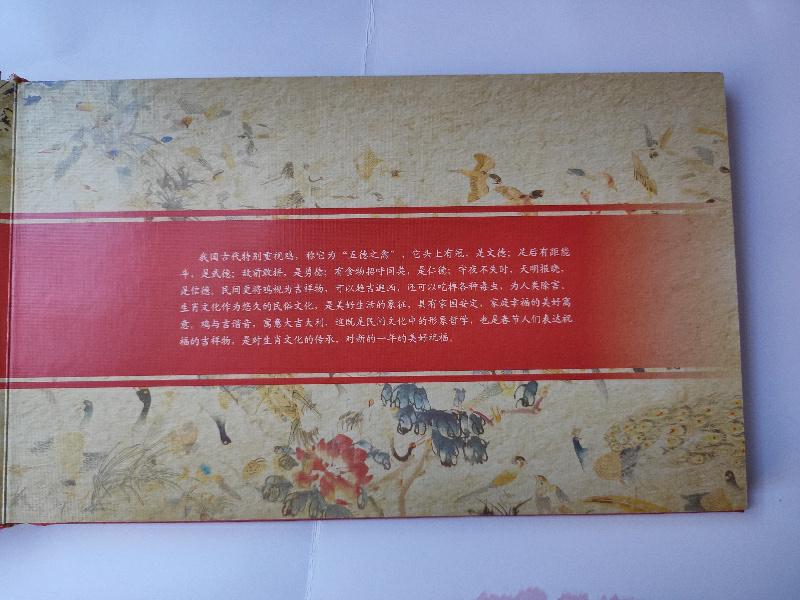 我国古代特别重视鸡，称它为“五德之禽”。它头上有冠，是文德；足后有距能
斗，是武德；敌前敢拼，是勇德；有食物招呼同类，是仁德；守夜不失时，天明报晓，
是信德。民间更将鸡视为吉祥物，可以趋吉避凶，还可以吃掉各种毒虫，为人类除害。
生肖文化作为悠久的民俗文化，是美好生活的象征，具有家国安定、家庭幸福的美好寓
意。鸡与吉谐音，寓意大吉大利。这既是民间文化中的形象哲学，也是春节人们表达祝
福的吉祥物，是对生肖文化的传承，对新的一年的美好祝福。